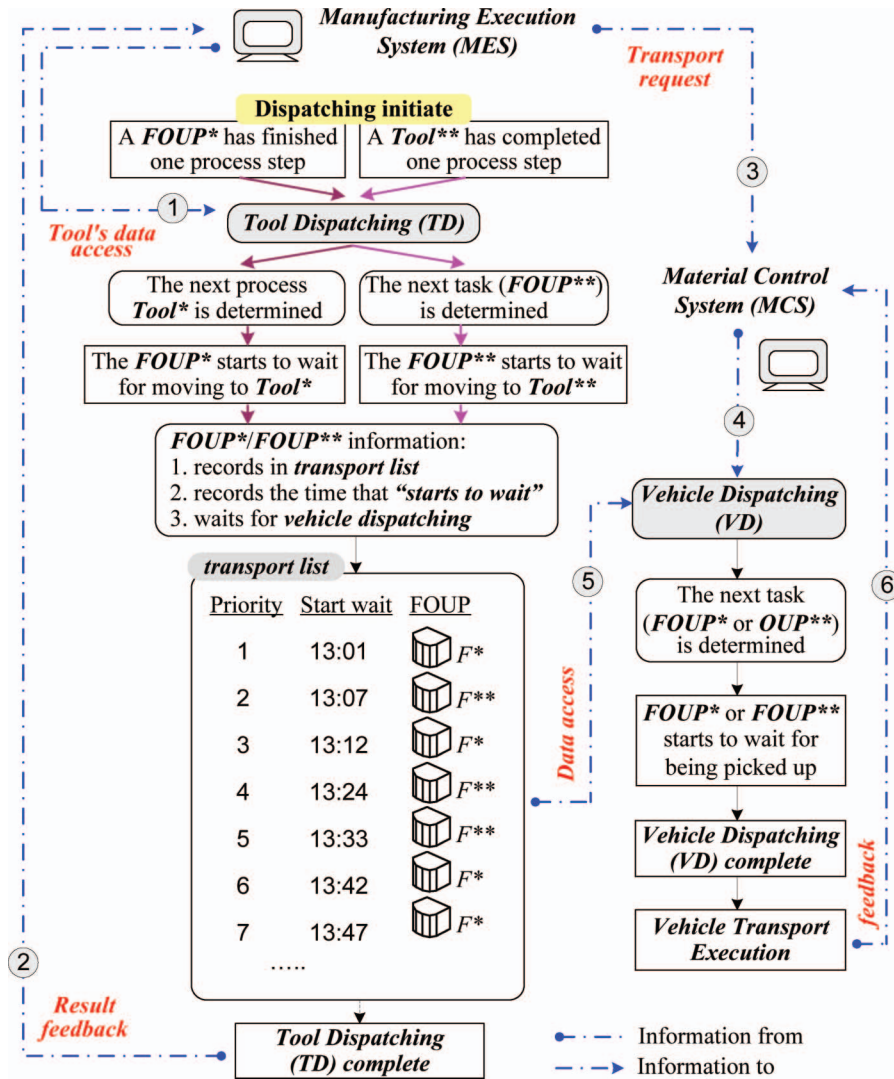 Manufacturing Execution
System (MES)
Transport
request
Dispatching initiate
A FOUP* has finished
one process step
A Tool** has completed
one process step
3
1
Tool's data
access
Tool Dispatching (TD)
The next process
Tool* is determined
The next task (FOUP**)
is determined
Material Control
System (MCS)
The FOUP* starts to wait
for moving to Tool*
The FOUP** starts to wait
for moving to Tool**
4
FOUP*/FOUP** information:
1. records in transport list
2. records the time that “starts to wait”
3. waits for vehicle dispatching
Vehicle Dispatching
(VD)
transport list
5
6
Priority Start wait FOUP
1 13:01 F*
2 13:07 F**
3 13:12 F*
4 13:24 F**
5 13:33 F**
6 13:42 F*
7 13:47 F*
.....
Data access
The next task
(FOUP* or OUP**)
is determined
FOUP* or FOUP**
starts to wait for
being picked up
Vehicle Dispatching
(VD) complete
feedback
Vehicle Transport
Execution
2
Result
feedback
Tool Dispatching
(TD) complete
Information from
Information to